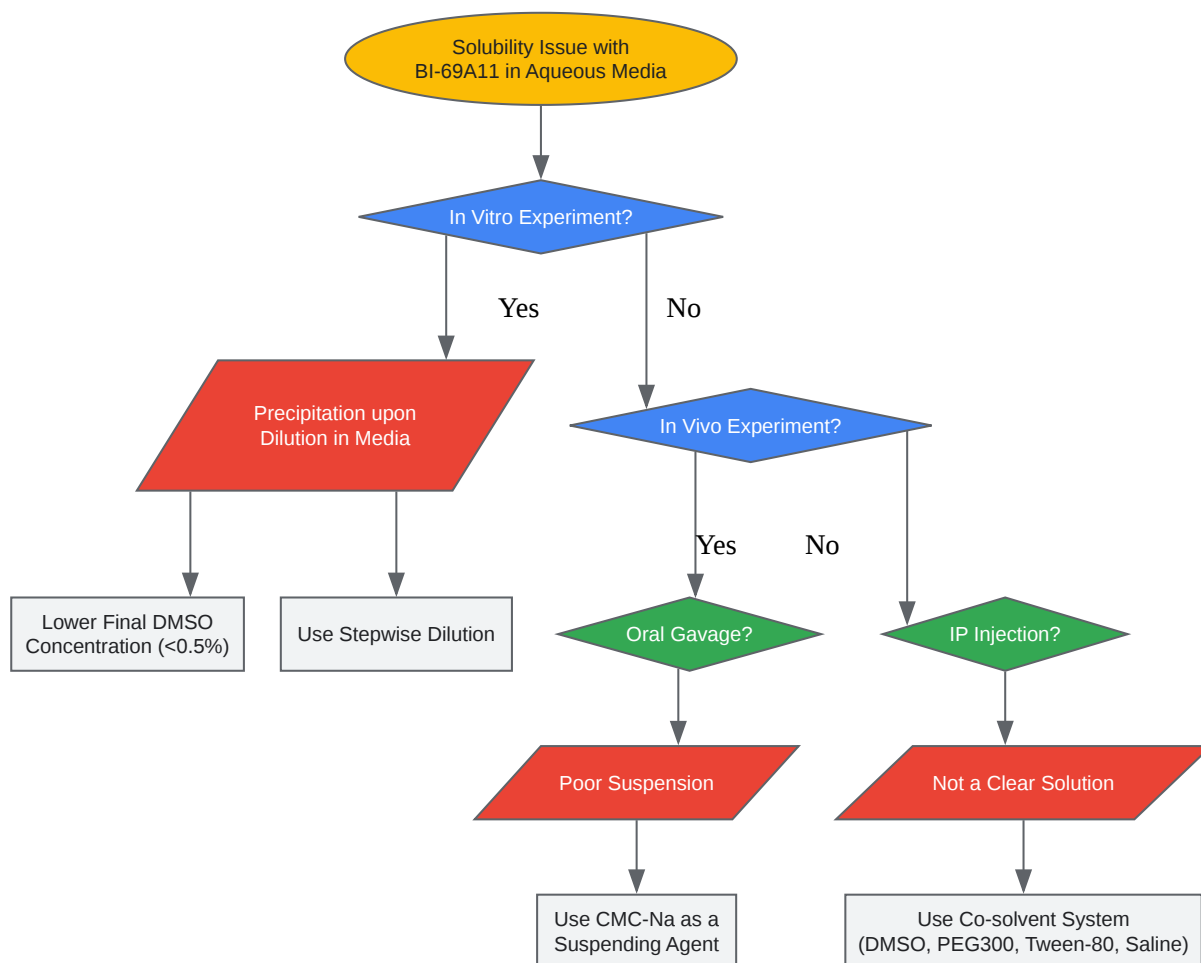 Solubility Issue with
BI-69A11 in Aqueous Media
In Vitro Experiment?
Yes
No
Precipitation upon
Dilution in Media
In Vivo Experiment?
Yes
No
Lower Final DMSO
Concentration (<0.5%)
Use Stepwise Dilution
Oral Gavage?
IP Injection?
Poor Suspension
Not a Clear Solution
Use CMC-Na as a
Suspending Agent
Use Co-solvent System
(DMSO, PEG300, Tween-80, Saline)